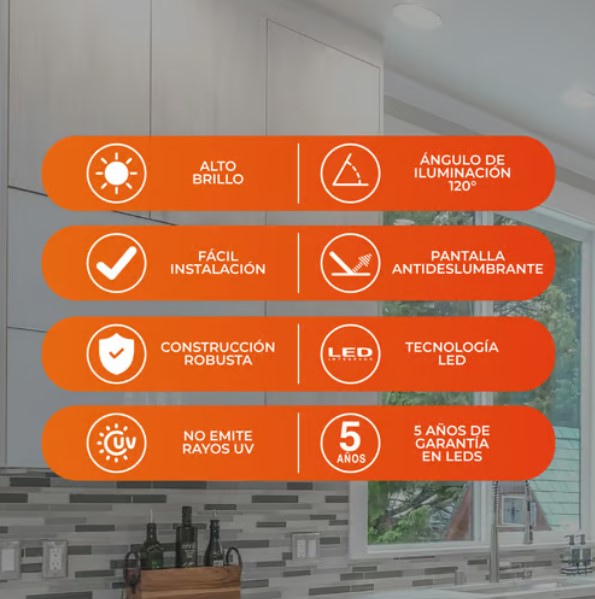 ALTO
BRILLO
ÁNGULO DE
ILUMINACIÓN
120°
FÁCIL
INSTALACIÓN
PANTALLA
ANTIDESLUMBRANTE
CONSTRUCCIÓN
ROBUSTA
LED
INTEGRADO
TECNOLOGÍA
LED
UV
NO EMITE
RAYOS UV
5
AÑOS
5 AÑOS DE
GARANTÍA
EN LEDS